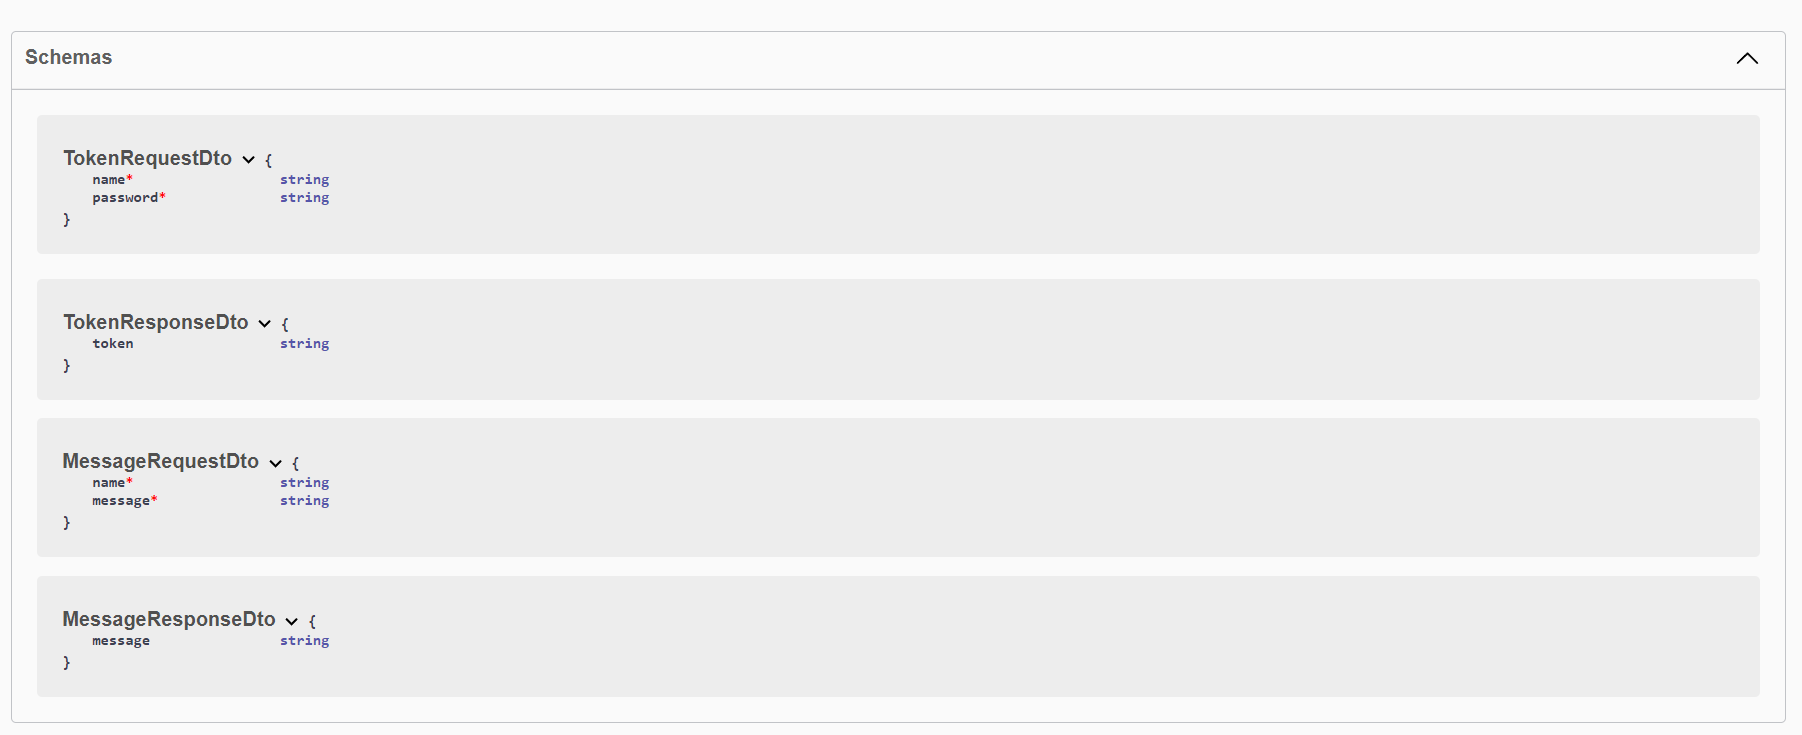 Schemas
TokenRequestDto {
name* string
password* string
}
TokenResponseDto {
token string
}
MessageRequestDto {
name* string
message* string
}
MessageResponseDto {
message string
}